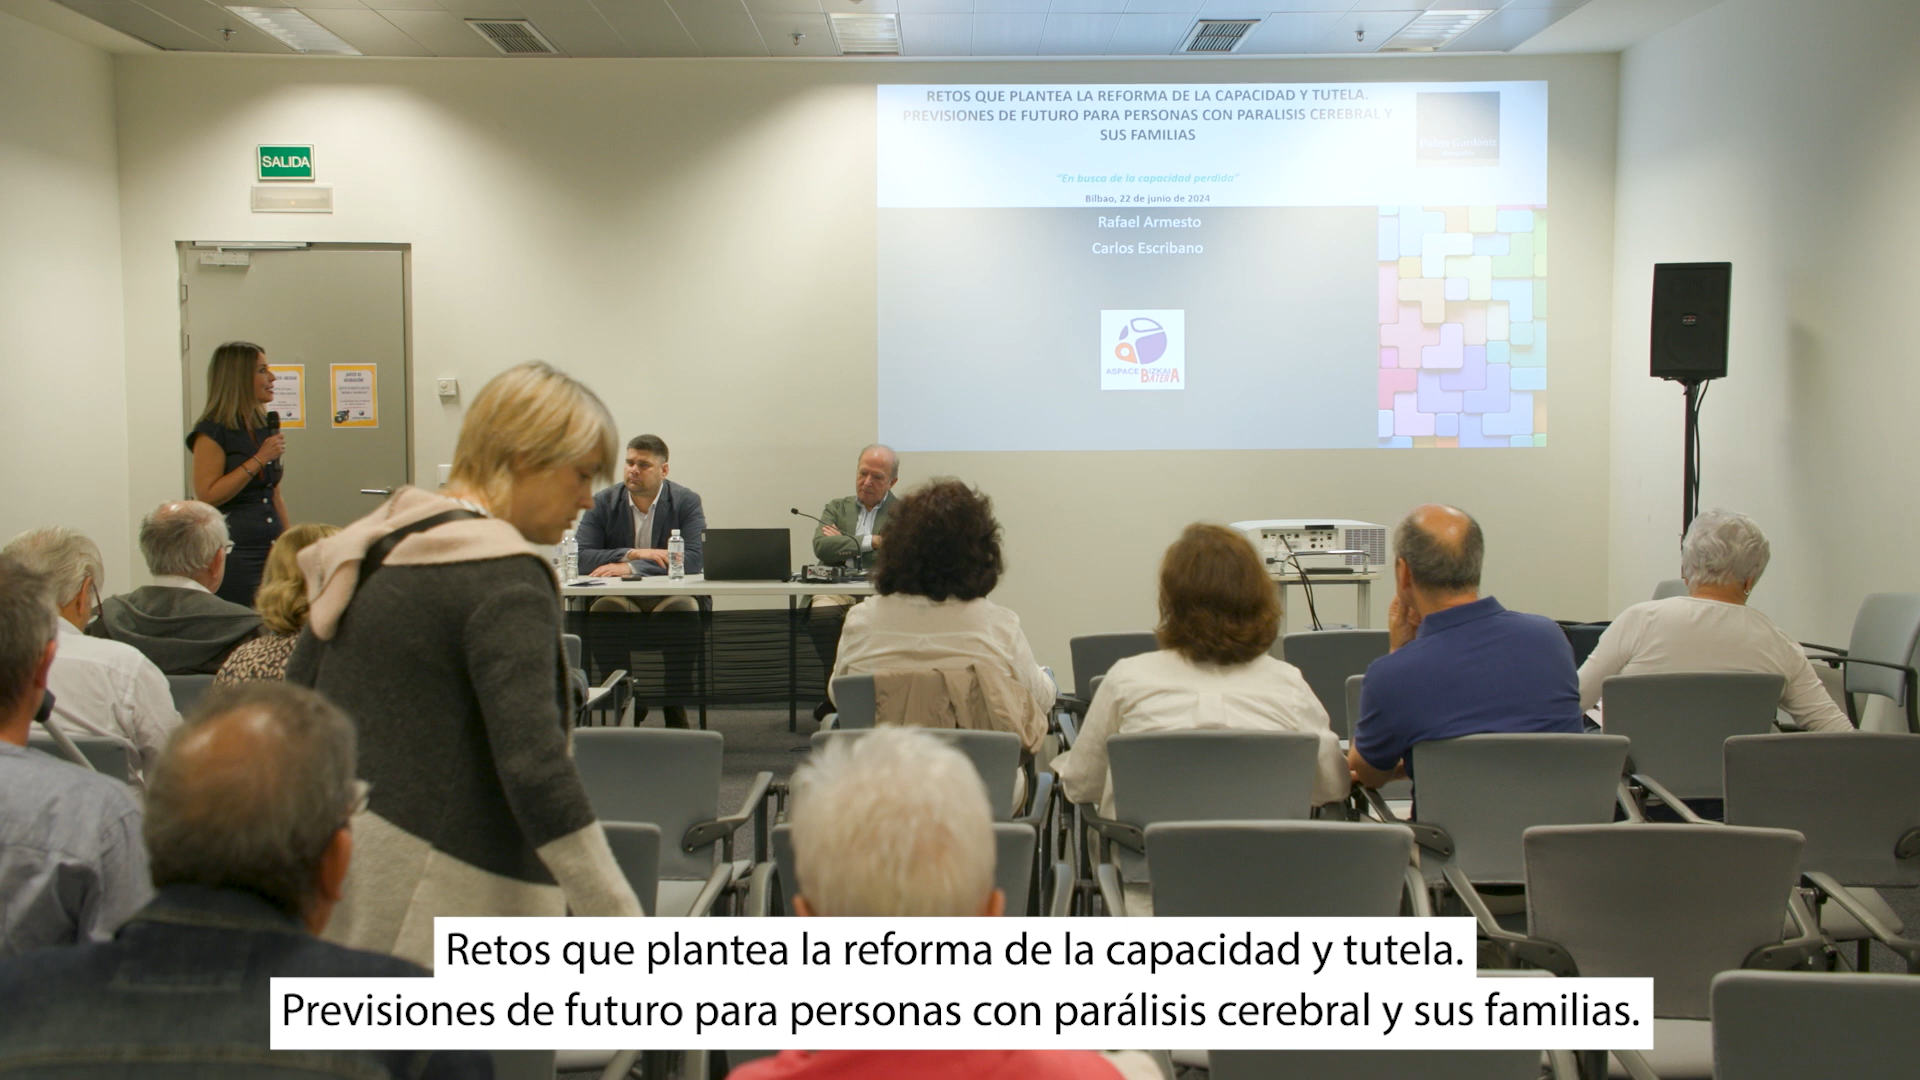 RETOS QUE PLANTEA LA REFORMA DE LA CAPACIDAD Y TUTELA.
PREVISIONES DE FUTURO PARA PERSONAS CON PARALISIS CEREBRAL Y
SUS FAMILIAS
"En busca de la capacidad perdida"
Bilbao, 22 de junio de 2024
Rafael Armesto
Carlos Escribano
ASPACE BIZKAIA
BATERA
SALIDA
Retos que plantea la reforma de la capacidad y tutela.
Previsiones de futuro para personas con parálisis cerebral y sus familias.